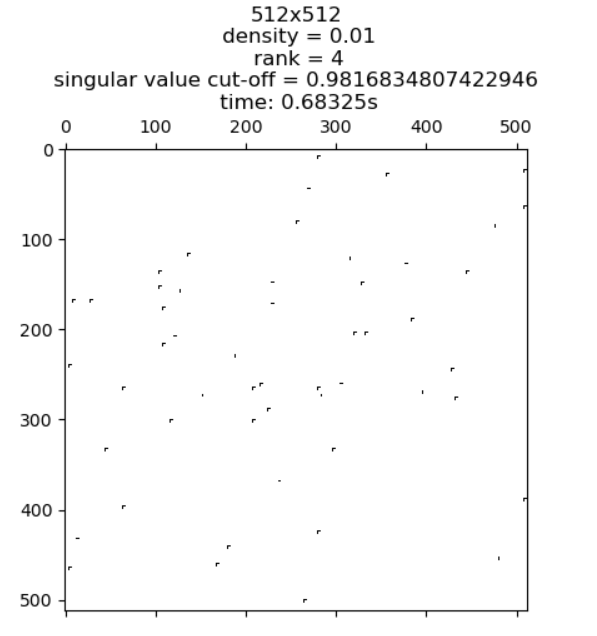 512x512
density = 0.01
rank = 4
singular value cut-off = 0.9816834807422946
time: 0.68325s
0 100 200 300 400 500
0
100
200
300
400
500